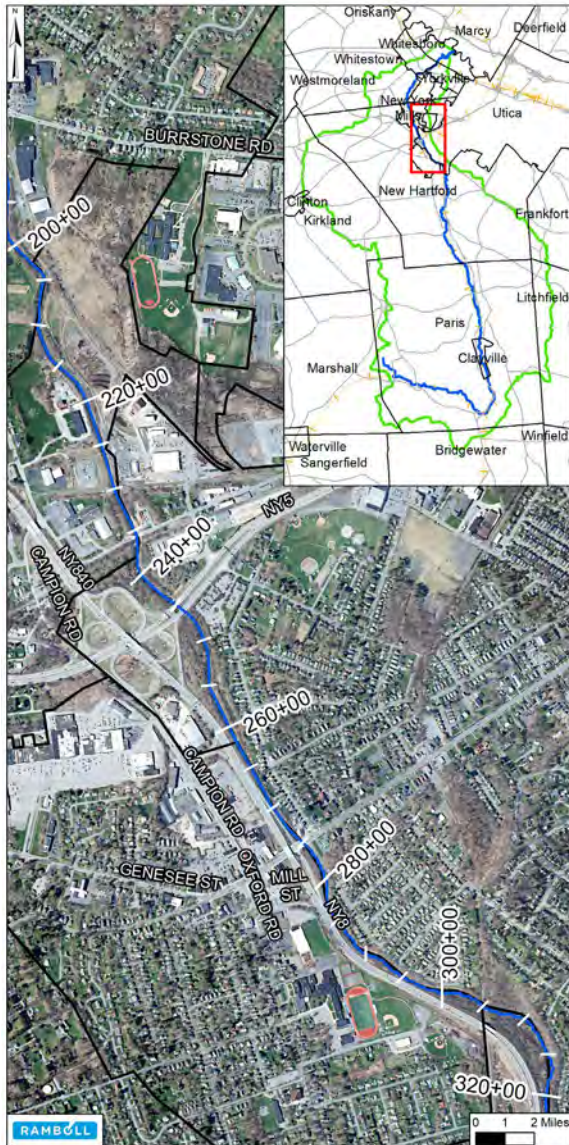 N
Oriskany
Marcy
Deerfield
Whitesboro
Whitestown
Yorkville
Westmoreland
New York
Mills
Utica
New Hartford
Clinton
Kirkland
Frankfort
Litchfield
Paris
Clayville
Marshall
Winfield
Waterville
Bridgewater
Sangerfield
BURRSTONE RD
200+00
220+00
NY5
240+00
NY840
CAMPION RD
260+00
CAMPION RD
OXFORD RD
GENESEE ST
MILL
ST
280+00
NY8
300+00
320+00
RAMBOLL
0 1 2 Miles